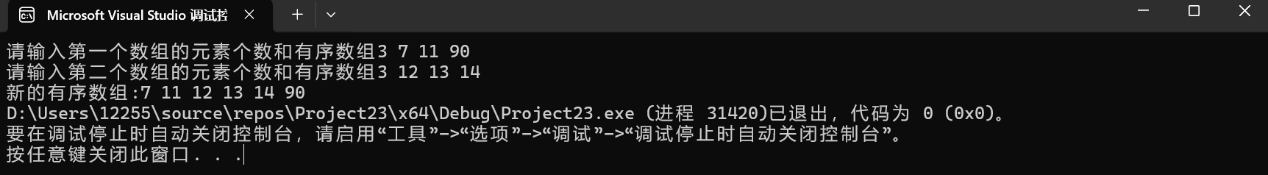 Microsoft Visual Studio 调试控
请输入第一个数组的元素个数和有序数组3 7 11 90
请输入第二个数组的元素个数和有序数组3 12 13 14
新的有序数组:7 11 12 13 14 90
D:\Users\12255\source\repos\Project23\x64\Debug\Project23.exe (进程 31420)已退出，代码为 0 (0x0)。
要在调试停止时自动关闭控制台，请启用“工具”->“选项”->“调试”->“调试停止时自动关闭控制台”。
按任意键关闭此窗口. . .